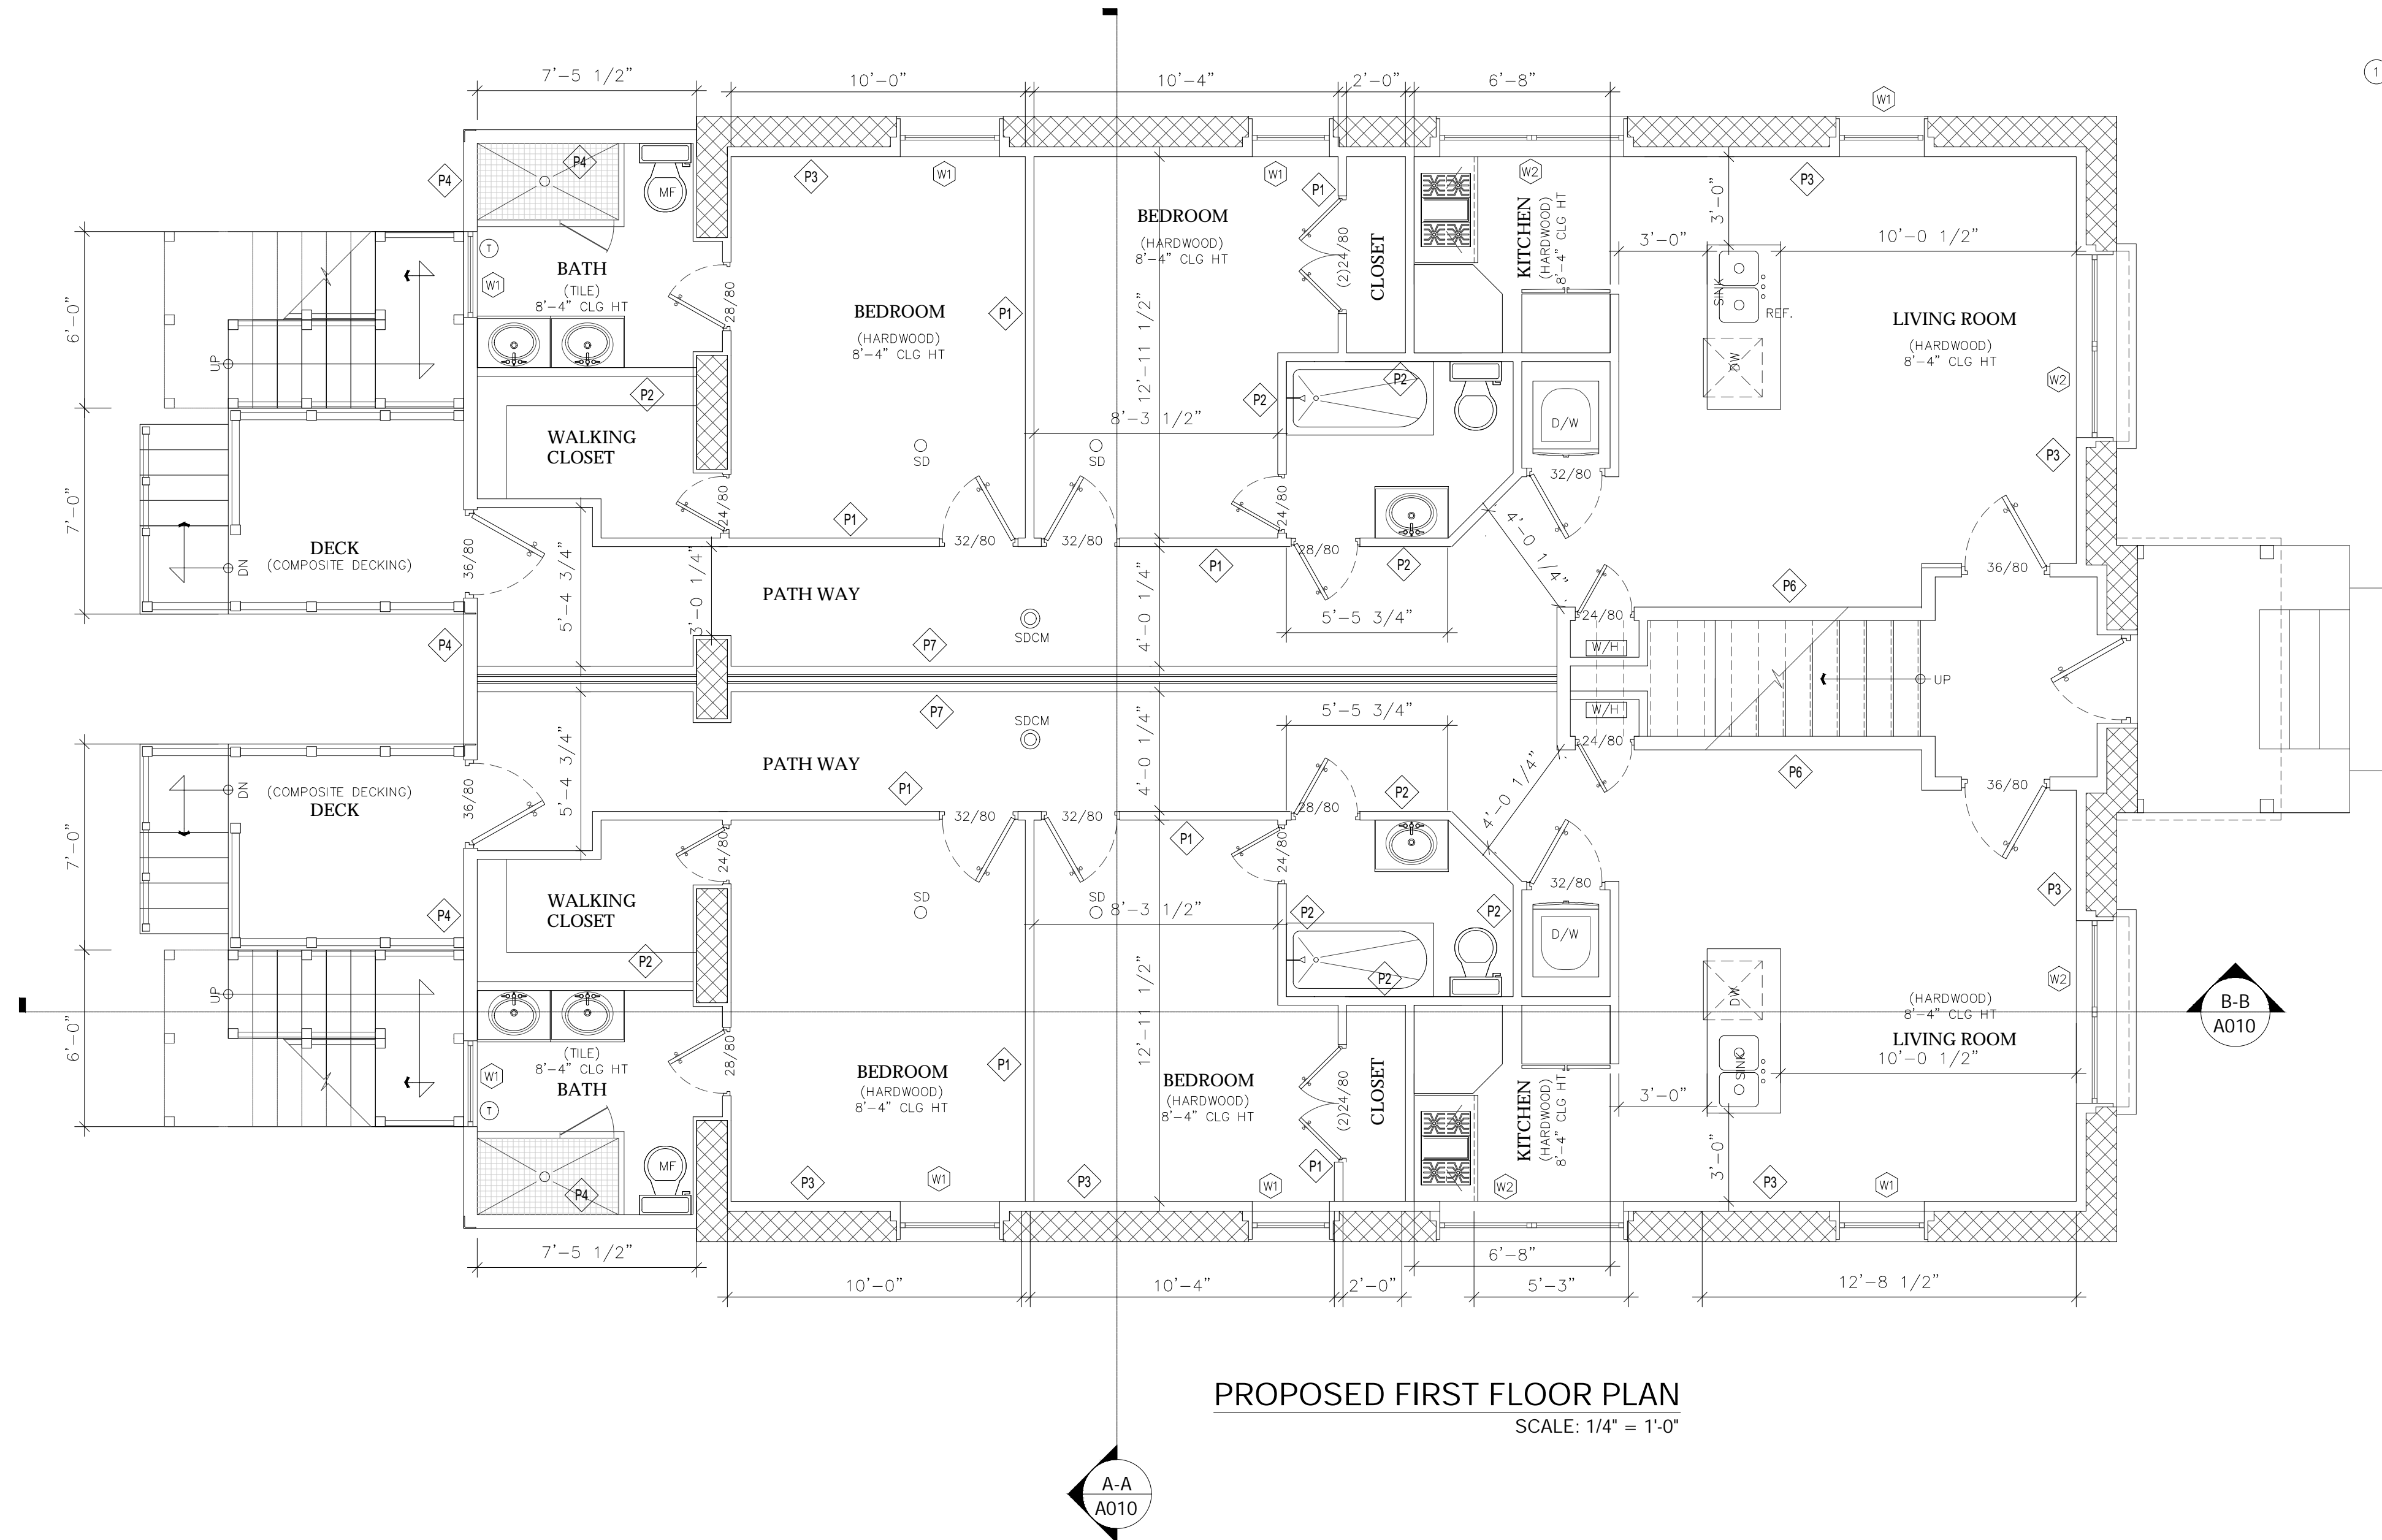 7'-5 1/2"
10'-0"
10'-4"
2'-0"
6'-8"
1
W1
P4
P4
MF
P3
W1
W1
P1
W2
P3
3'-0"
BEDROOM
(HARDWOOD)
8'-4" CLG HT
KITCHEN
(HARDWOOD)
8'-4" CLG HT
T
W1
BATH
(TILE)
8'-4" CLG HT
28/80
BEDROOM
(HARDWOOD)
8'-4" CLG HT
P1
12'-11 1/2"
(2)24/80
CLOSET
3'-0"
10'-0 1/2"
SINK
REF.
DW
LIVING ROOM
(HARDWOOD)
8'-4" CLG HT
W2
P3
6'-0"
UP
P2
P2
P2
8'-3 1/2"
D/W
WALKING
CLOSET
SD
SD
32/80
7'-0"
24/80
P1
24/80
DECK
(COMPOSITE DECKING)
DN
36/80
32/80
32/80
28/80
P1
P2
4'-0 1/4"
36/80
5'-4 3/4"
3'-0 1/4"
PATH WAY
4'-0 1/4"
P6
SDCM
5'-5 3/4"
24/80
P4
P7
W/H
UP
P7
SDCM
5'-5 3/4"
W/H
24/80
5'-4 3/4"
PATH WAY
4'-0 1/4"
4'-0 1/4"
P6
DN
(COMPOSITE DECKING)
DECK
36/80
P1
32/80
32/80
28/80
P2
36/80
7'-0"
24/80
P1
24/80
32/80
P3
WALKING
CLOSET
P4
SD
SD
8'-3 1/2"
P2
P2
D/W
P2
P2
12'-11 1/2"
DW
W2
UP
6'-0"
(HARDWOOD)
8'-4" CLG HT
LIVING ROOM
10'-0 1/2"
B-B
A010
(TILE)
8'-4" CLG HT
BATH
W1
T
28/80
BEDROOM
(HARDWOOD)
8'-4" CLG HT
P1
BEDROOM
(HARDWOOD)
8'-4" CLG HT
(2)24/80
CLOSET
KITCHEN
(HARDWOOD)
8'-4" CLG HT
3'-0"
SINK
3'-0"
MF
P4
P3
W1
P3
W1
P1
W2
P3
W1
7'-5 1/2"
10'-0"
10'-4"
2'-0"
6'-8"
5'-3"
12'-8 1/2"
PROPOSED FIRST FLOOR PLAN
SCALE: 1/4" = 1'-0"
A-A
A010